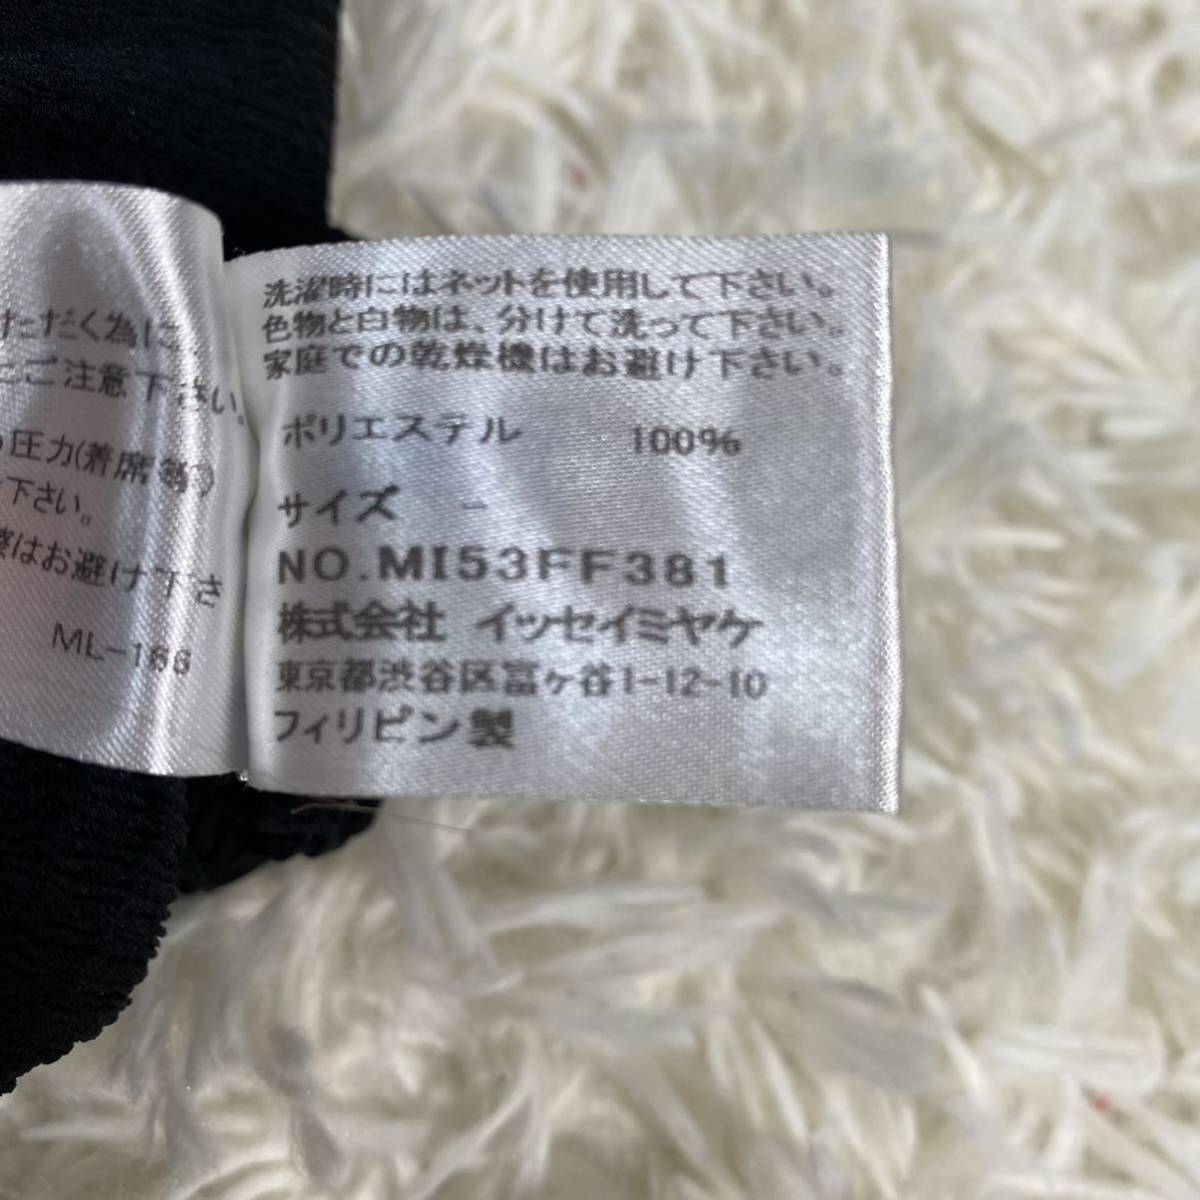 ただく為に
ご注意下さい。
圧力(着席等)
下さい。
はお避け下さ
ML-166
洗濯時にはネットを使用して下さい。
色物と白物は、分けて洗って下さい。
家庭での乾燥機はお避け下さい。
ポリエステル 100%
サイズ -
NO.MI53FF381
株式会社 イッセイミヤケ
東京都渋谷区富ヶ谷1-12-10
フィリピン製